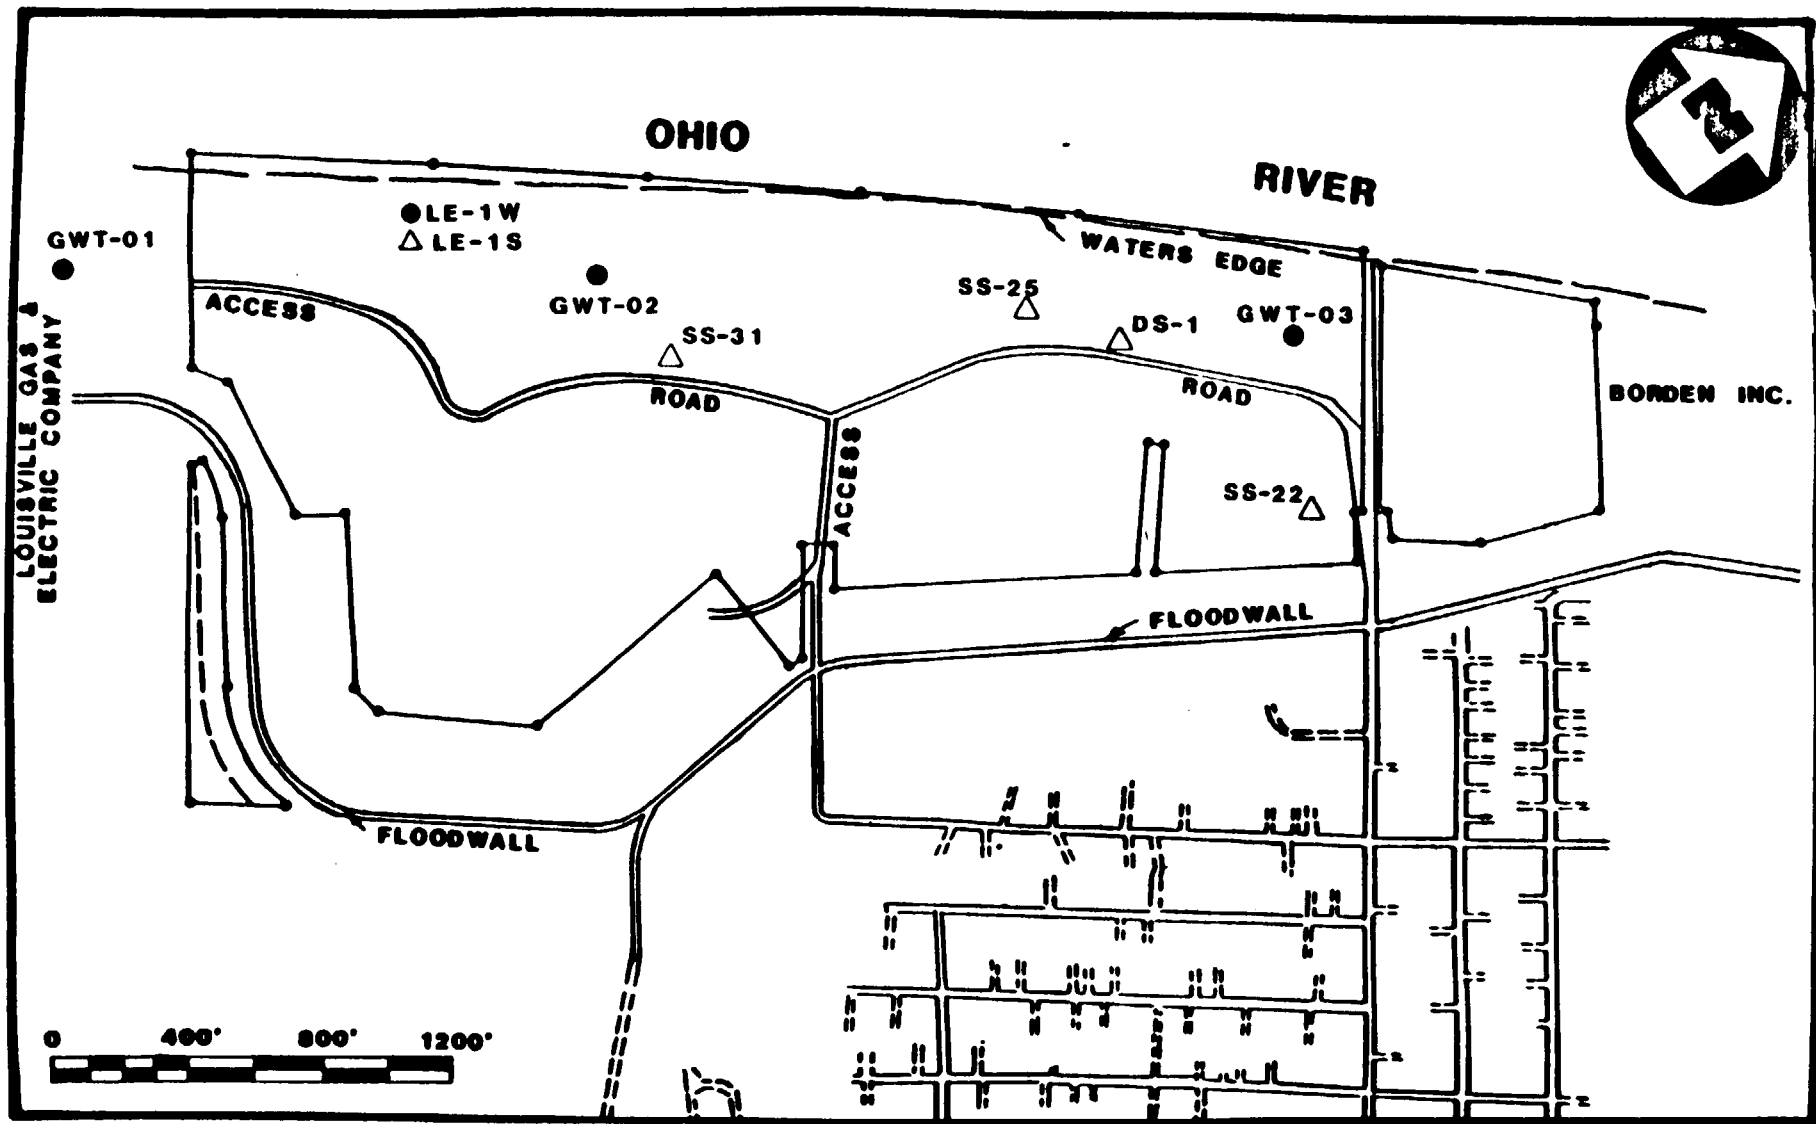 OHIO
RIVER
N
LE-1W
LE-1S
GWT-01
WATERS EDGE
ACCESS
GWT-02
SS-25
DS-1
GWT-03
SS-31
ROAD
ROAD
BORDEN INC.
LOUISVILLE GAS &
ELECTRIC COMPANY
ACCESS
SS-22
FLOODWALL
FLOODWALL
0 400' 800' 1200'